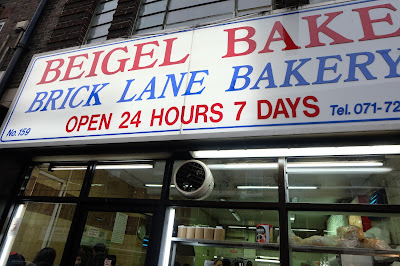 BEIGEL BAKE
BRICK LANE BAKERY
OPEN 24 HOURS 7 DAYS
No. 159
Tel. 071-72